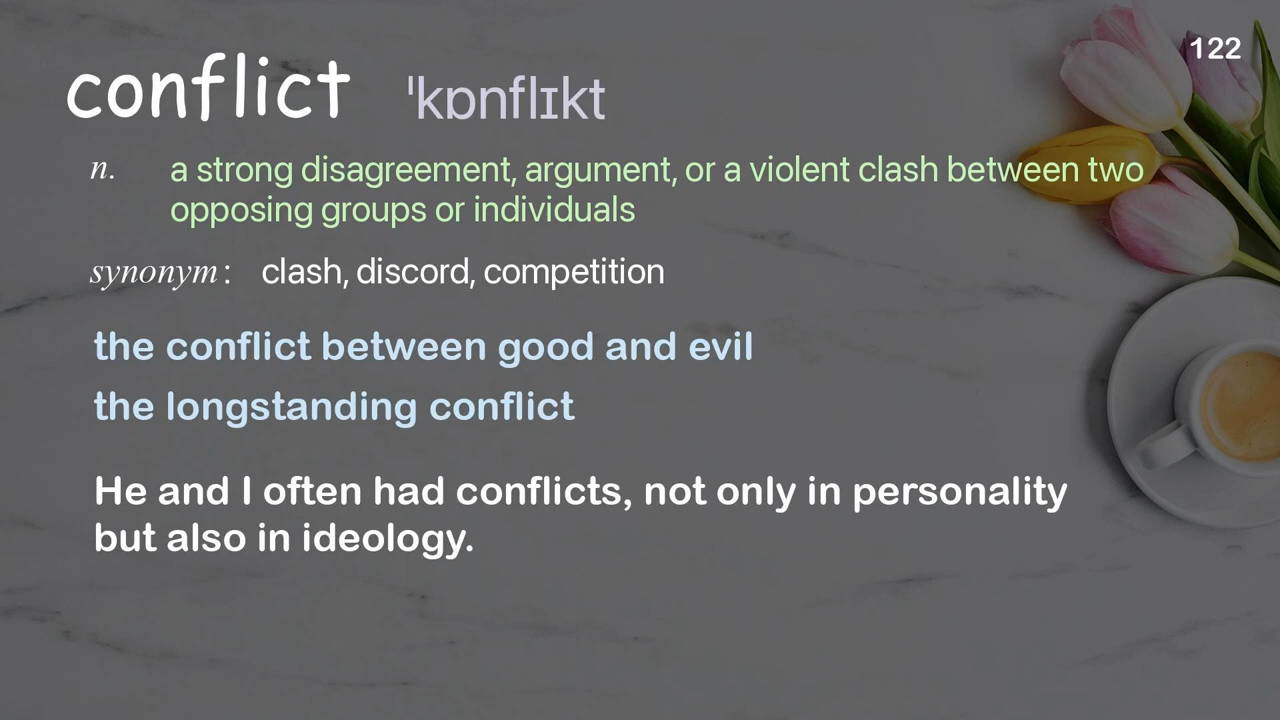 122
conflict ˈkɒnflɪkt
n. a strong disagreement, argument, or a violent clash between two
opposing groups or individuals
synonym: clash, discord, competition
the conflict between good and evil
the longstanding conflict
He and I often had conflicts, not only in personality
but also in ideology.